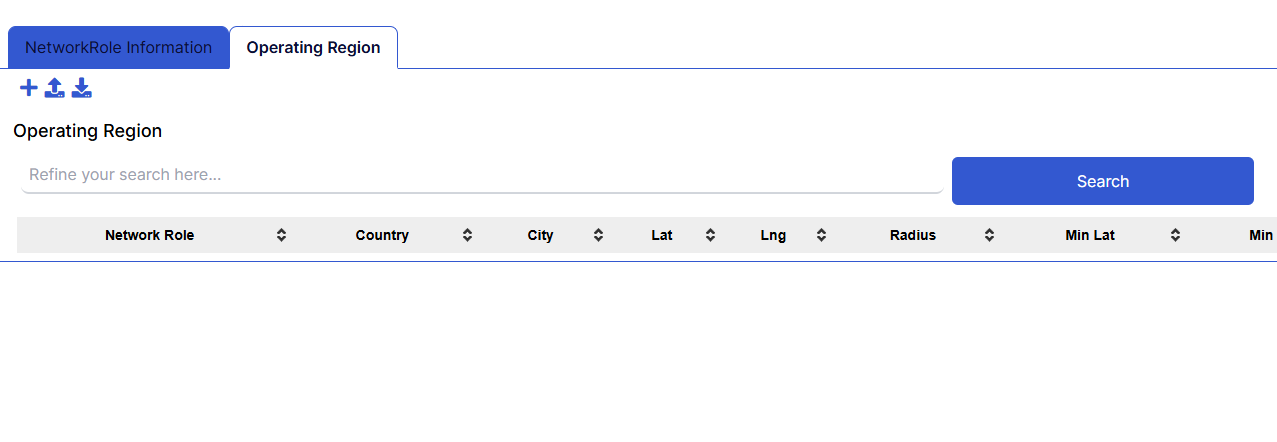 NetworkRole Information Operating Region
Operating Region
Refine your search here...
Search
Network Role Country City Lat Lng Radius Min Lat Min